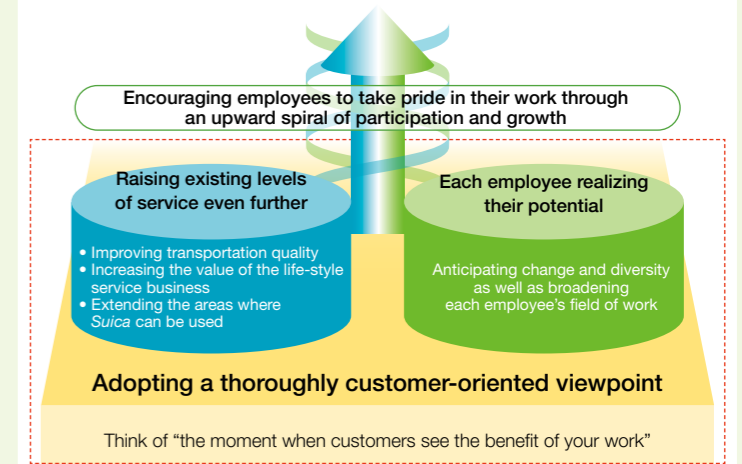 Encouraging employees to take pride in their work through
an upward spiral of participation and growth
Raising existing levels
of service even further
• Improving transportation quality
• Increasing the value of the life-style
service business
• Extending the areas where
Suica can be used
Each employee realizing
their potential
Anticipating change and diversity
as well as broadening
each employee’s field of work
Adopting a thoroughly customer-oriented viewpoint
Think of “the moment when customers see the benefit of your work”